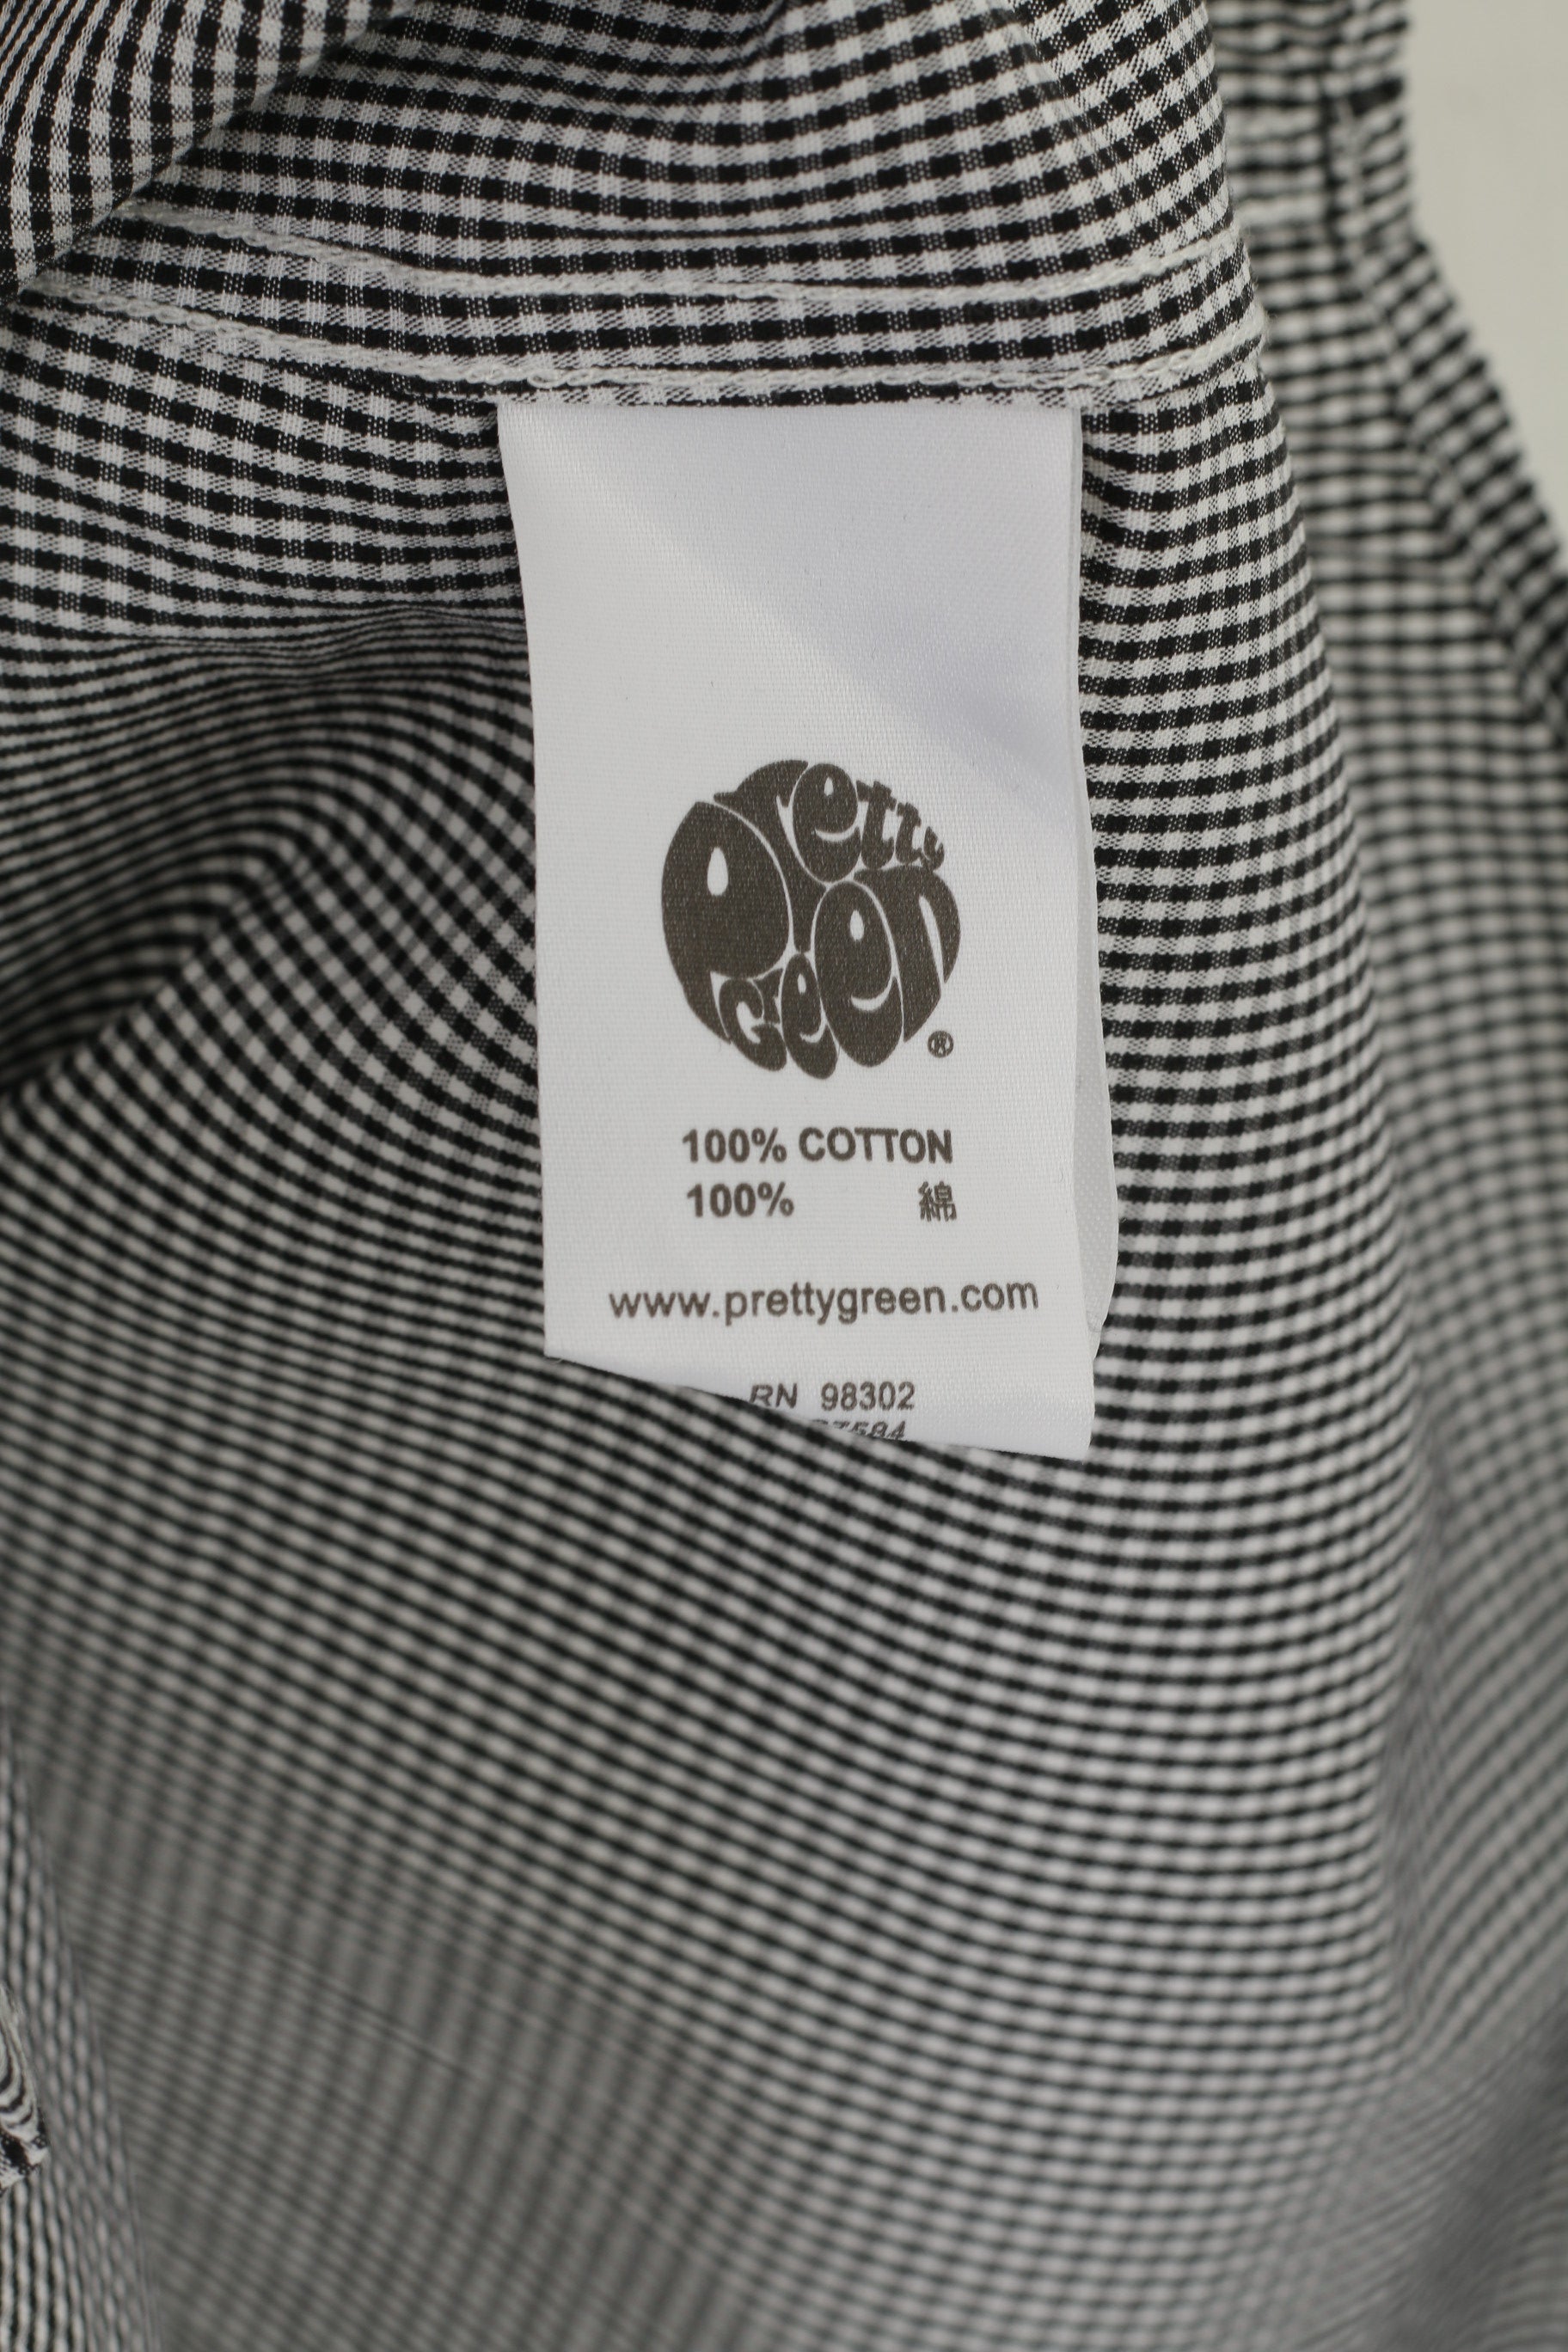 Pretty
Green
®
100% COTTON
100% 綿
www.prettygreen.com
RN 98302